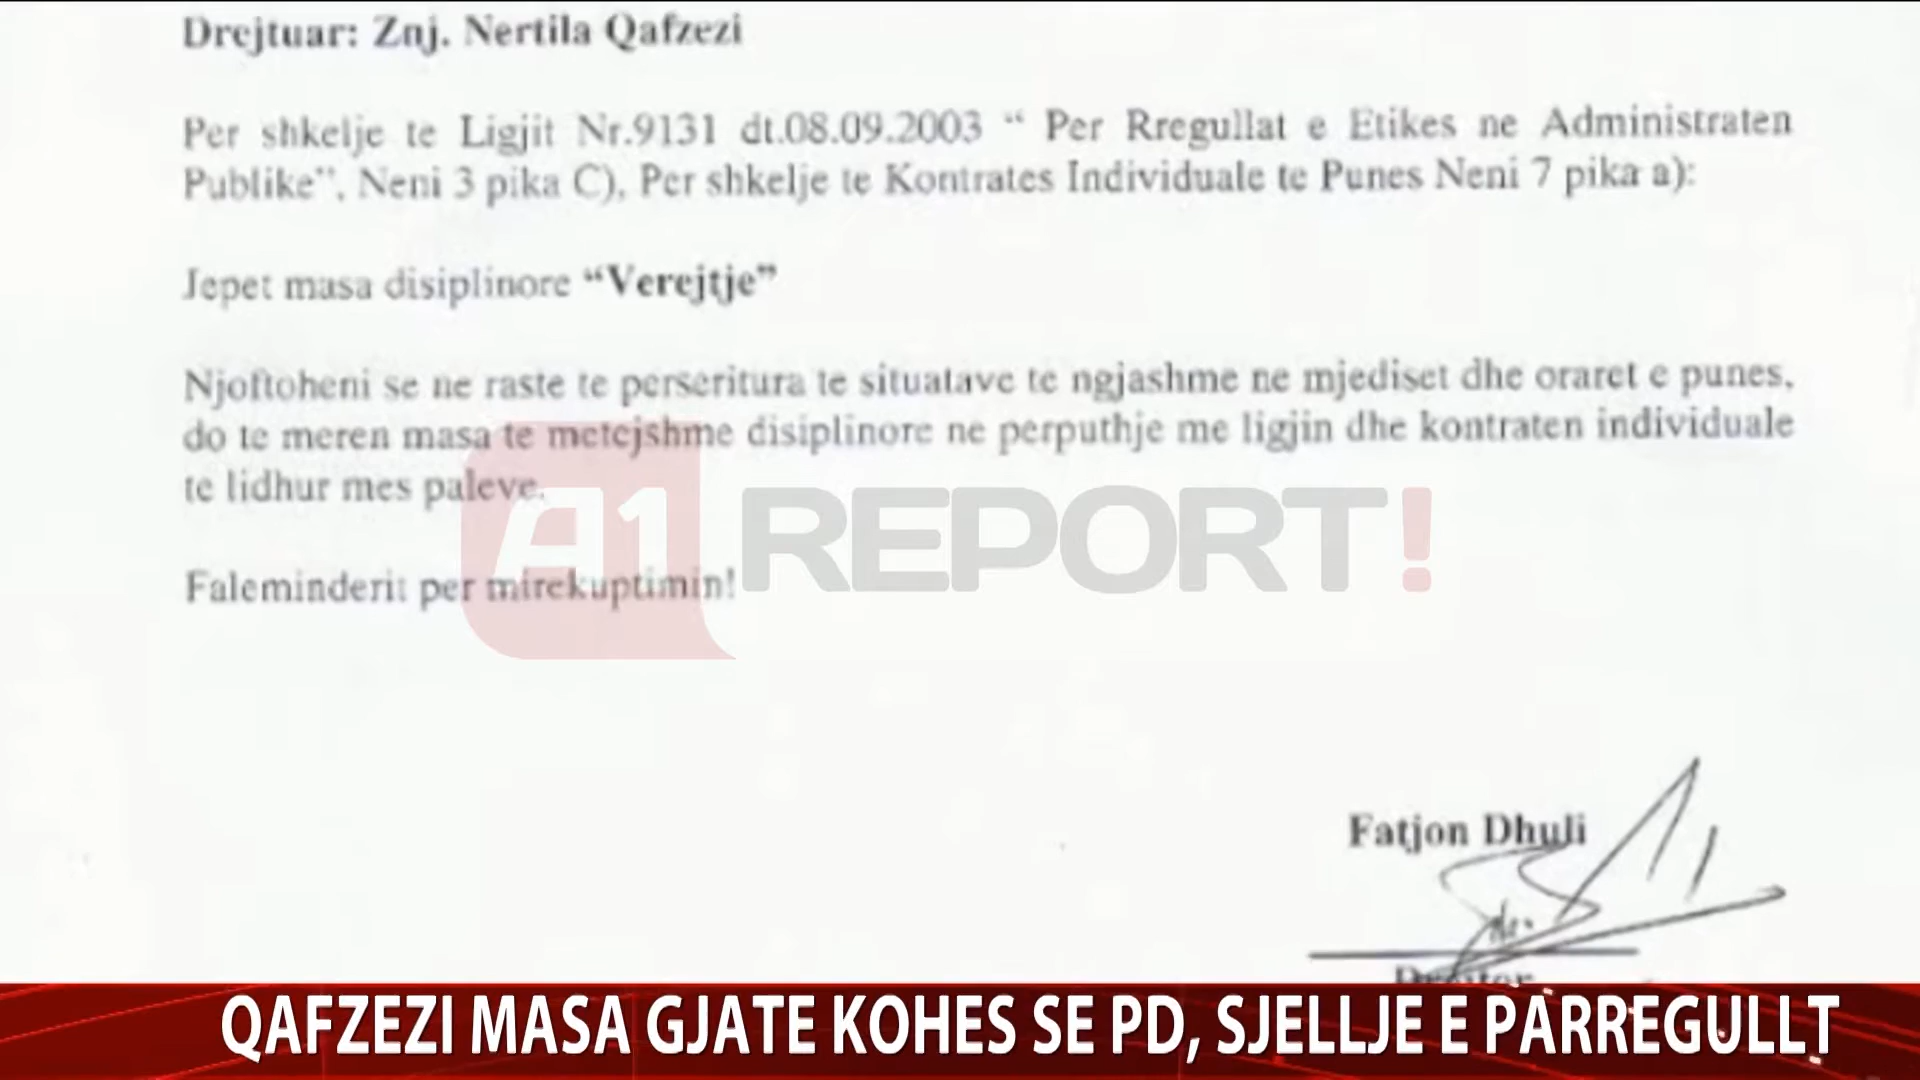 Drejtuar: Znj. Nertila Qafzezi
Per shkelje te Ligjit Nr.9131 dt.08.09.2003 “ Per Rregullat e Etikes ne Administraten
Publike”, Neni 3 pika C), Per shkelje te Kontrates Individuale te Punes Neni 7 pika a):
Jepet masa disiplinore “Verejtje”
Njoftoheni se ne raste te perseritura te situatave te ngjashme ne mjediset dhe oraret e punes,
do te meren masa te metejshme disiplinore ne perputhje me ligjin dhe kontraten individuale
te lidhur mes paleve.
A1 REPORT!
Faleminderit per mirekuptimin!
Fatjon Dhuli
QAFZEZI MASA GJATE KOHES SE PD, SJELLJE E PARREGULLT